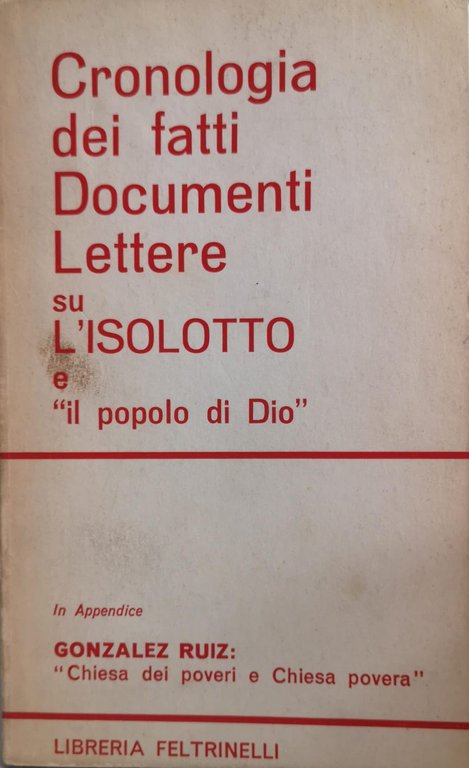 Cronologia
dei fatti
Documenti
Lettere
su
L'ISOLOTTO
e
"il popolo di Dio"
In Appendice
GONZALEZ RUIZ:
"Chiesa dei poveri e Chiesa povera"
LIBRERIA FELTRINELLI